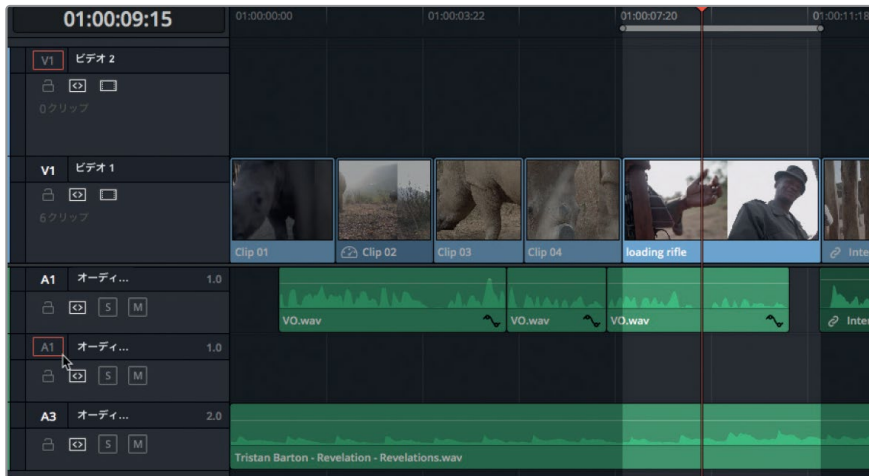 01:00:09:15
01:00:00:00
01:00:03:22
01:00:07:20
01:00:11:18
V1 ビデオ 2
0クリップ
V1 ビデオ 1
6クリップ
Clip 01
Clip 02
Clip 03
Clip 04
loading rifle
Inte
A1 オーディ... 1.0
S M
VO.wav
VO.wav
VO.wav
Inter
A1 オーディ... 1.0
S M
A3 オーディ... 2.0
S M
Tristan Barton - Revelation - Revelations.wav